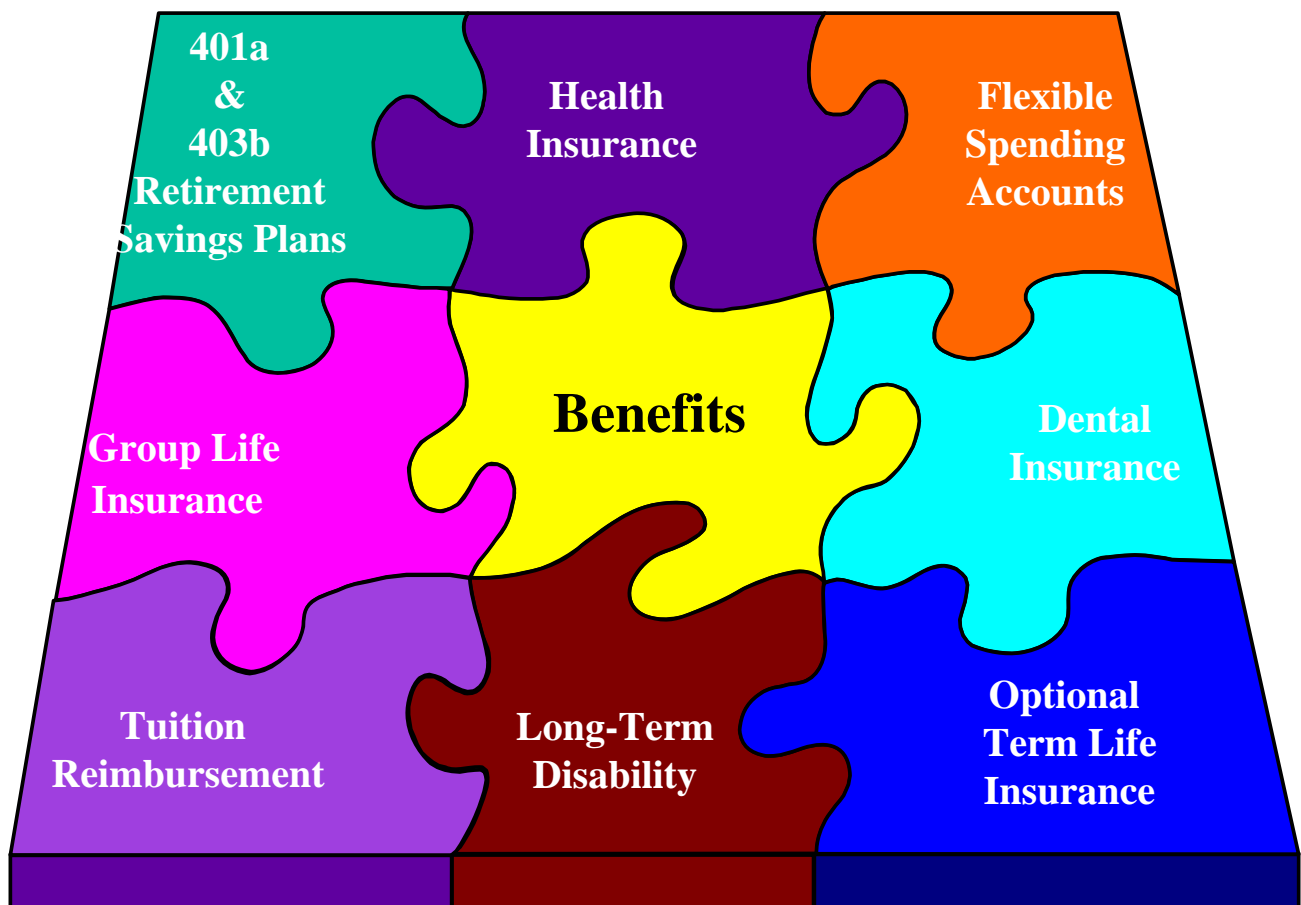 401a
&
403b
Retirement
Savings Plans
Health
Insurance
Flexible
Spending
Accounts
Group Life
Insurance
Benefits
Dental
Insurance
Tuition
Reimbursement
Long-Term
Disability
Optional
Term Life
Insurance